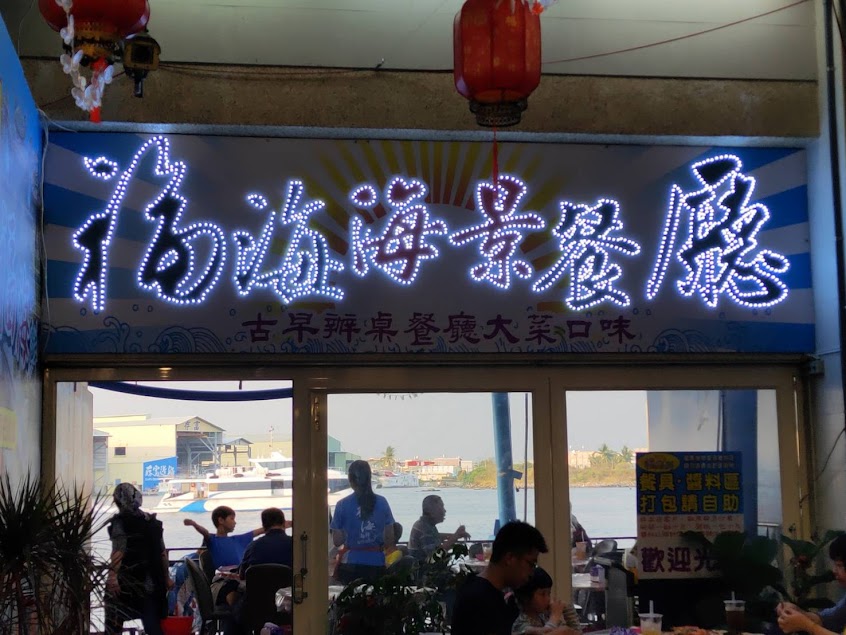 福海海景餐廳
古早辦桌餐廳大菜口味
餐具·醬料區
打包請自助
歡迎光